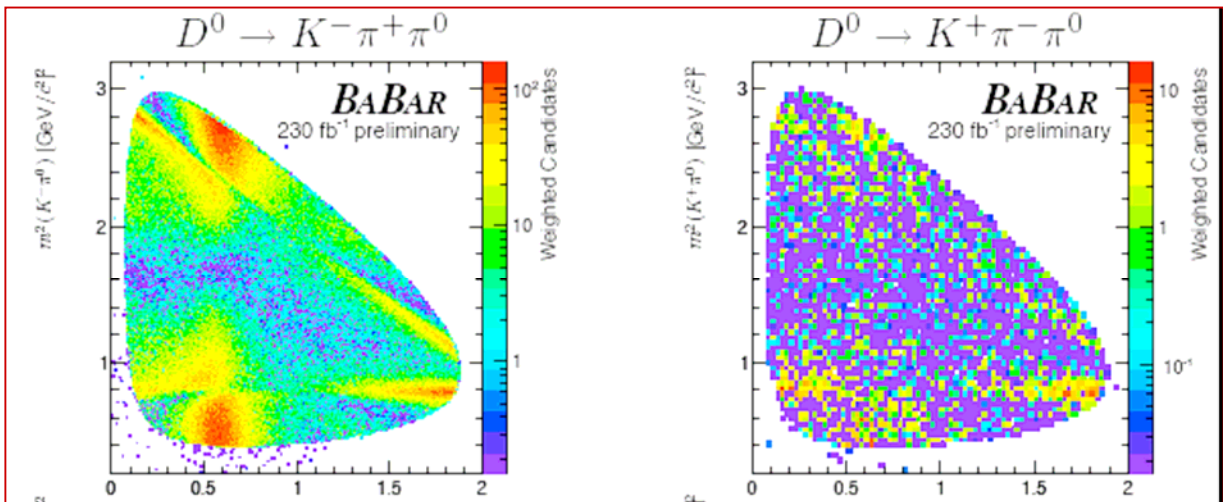 D⁰ → K⁻π⁺π⁰
m²(K⁻π⁰) [GeV/c²]²
3
2
1
0
0.5
1
1.5
2
BABAR
230 fb⁻¹ preliminary
10²
10
1
Weighted Candidates
D⁰ → K⁺π⁻π⁰
m²(K⁺π⁰) [GeV/c²]²
3
2
1
0
0.5
1
1.5
2
BABAR
230 fb⁻¹ preliminary
10
1
10⁻¹
Weighted Candidates